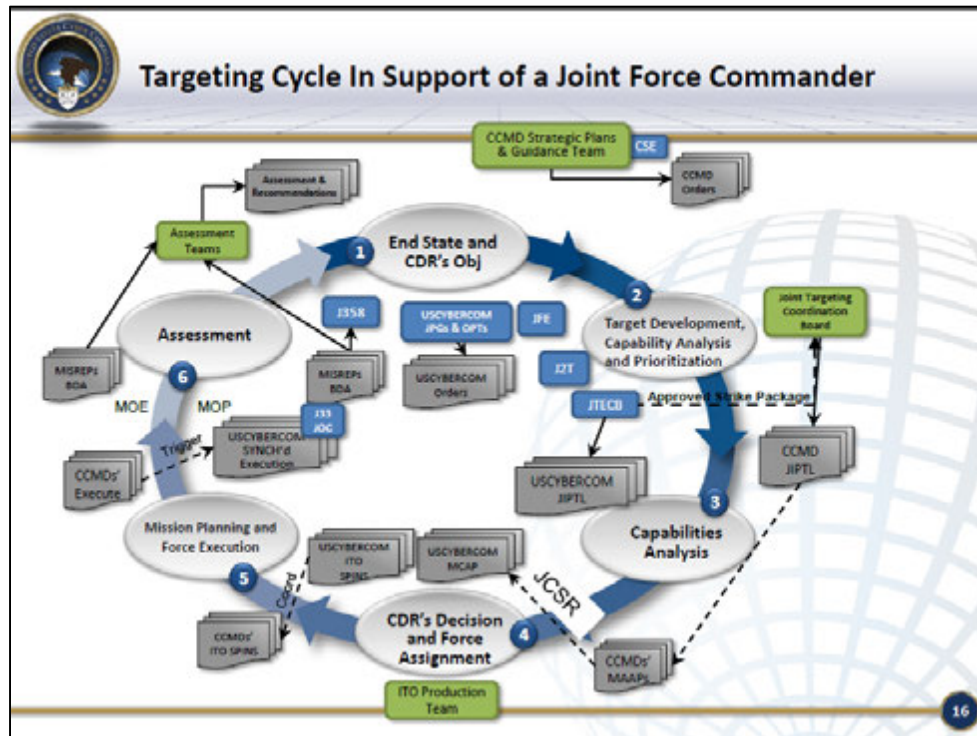 Targeting Cycle In Support of a Joint Force Commander
CCMD Strategic Plans
& Guidance Team
CSE
CCMD
Orders
Assessment &
Recommendations
Assessment
Teams
1
End State and
CDR's Obj
2
Target Development,
Capability Analysis
and Prioritization
Joint Targeting
Coordination
Board
J358
USCYBERCOM
JPGs & OPTs
JFE
USCYBERCOM
Orders
J2T
JTECB
Approved Strike Package
Assessment
6
MISREPs
BDA
MISREPs
BDA
MOE
MOP
J33
JOC
Trigger
USCYBERCOM
SYNCH'd
Execution
CCMDs'
Execute
USCYBERCOM
JIPTL
CCMD
JIPTL
3
Capabilities
Analysis
Mission Planning and
Force Execution
5
USCYBERCOM
ITO
SPINS
USCYBERCOM
MCAP
JCSR
Coord
CCMDs'
ITO SPINS
CDR's Decision
and Force
Assignment
4
CCMDs'
MAAPs
ITO Production
Team
16